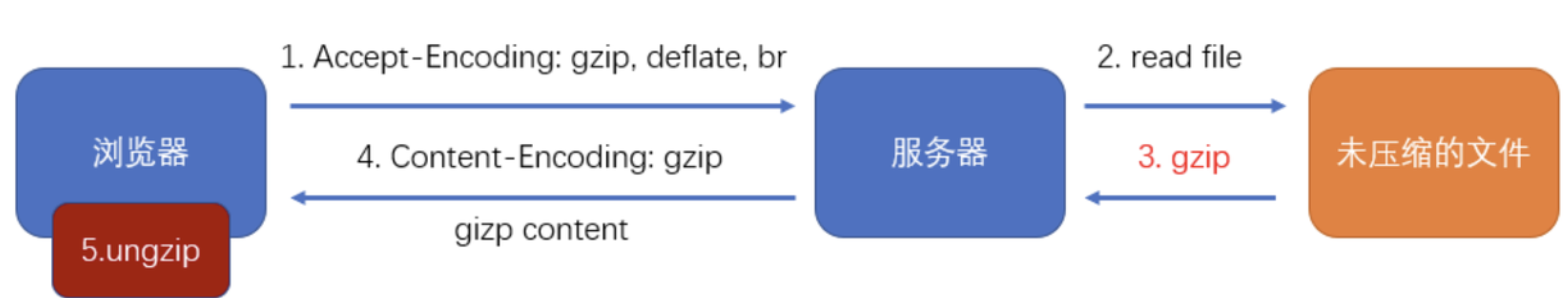 1. Accept-Encoding: gzip, deflate, br
2. read file
浏览器
4. Content-Encoding: gzip
服务器
3. gzip
未压缩的文件
gizp content
5.ungzip